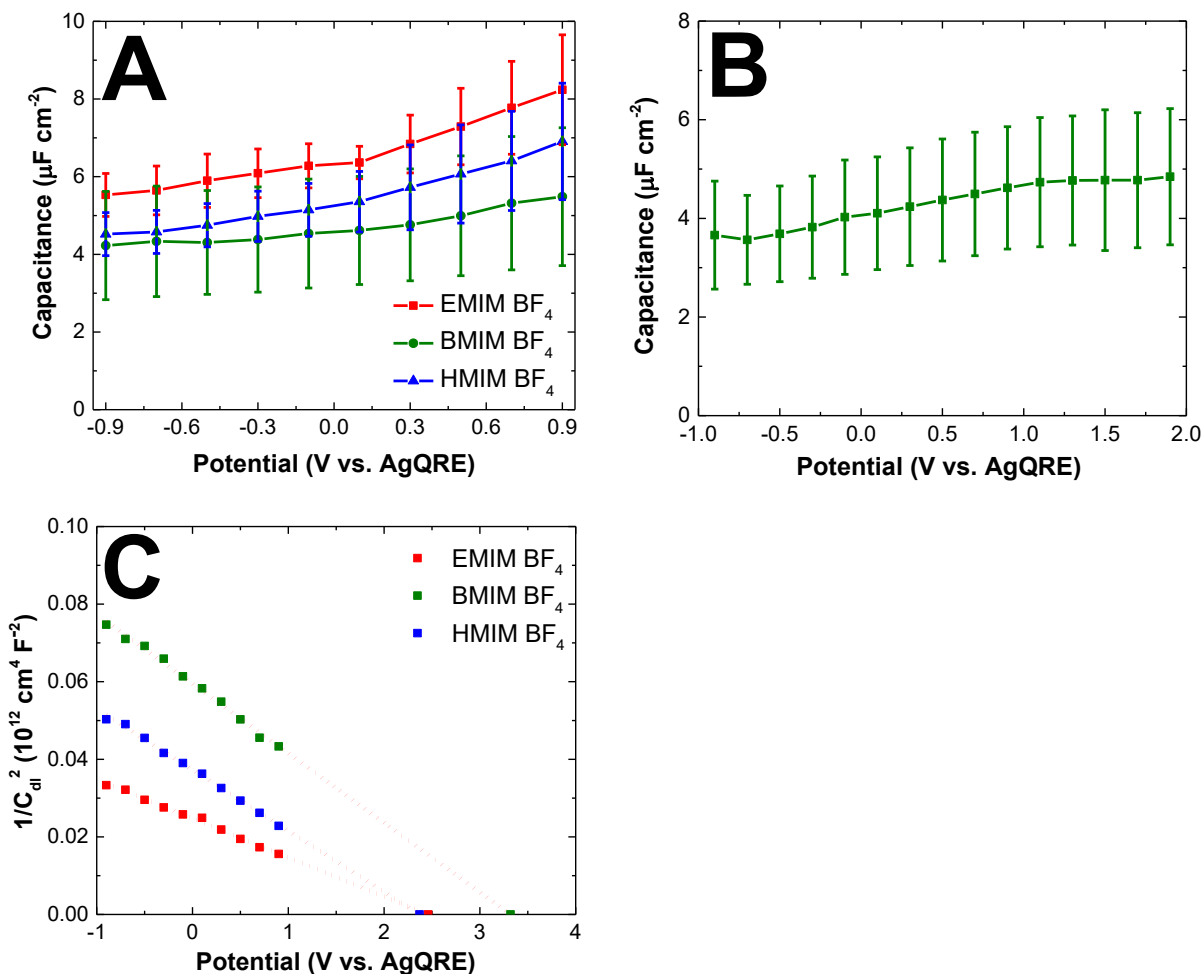 A
10
8
6
4
2
0
Capacitance (μF cm⁻²)
EMIM BF₄
BMIM BF₄
HMIM BF₄
-0.9 -0.6 -0.3 0.0 0.3 0.6 0.9
Potential (V vs. AgQRE)
B
8
6
4
2
0
Capacitance (μF cm⁻²)
-1.0 -0.5 0.0 0.5 1.0 1.5 2.0
Potential (V vs. AgQRE)
C
0.10
0.08
0.06
0.04
0.02
0.00
1/C_dl² (10¹² cm⁴ F⁻²)
EMIM BF₄
BMIM BF₄
HMIM BF₄
-1 0 1 2 3 4
Potential (V vs. AgQRE)